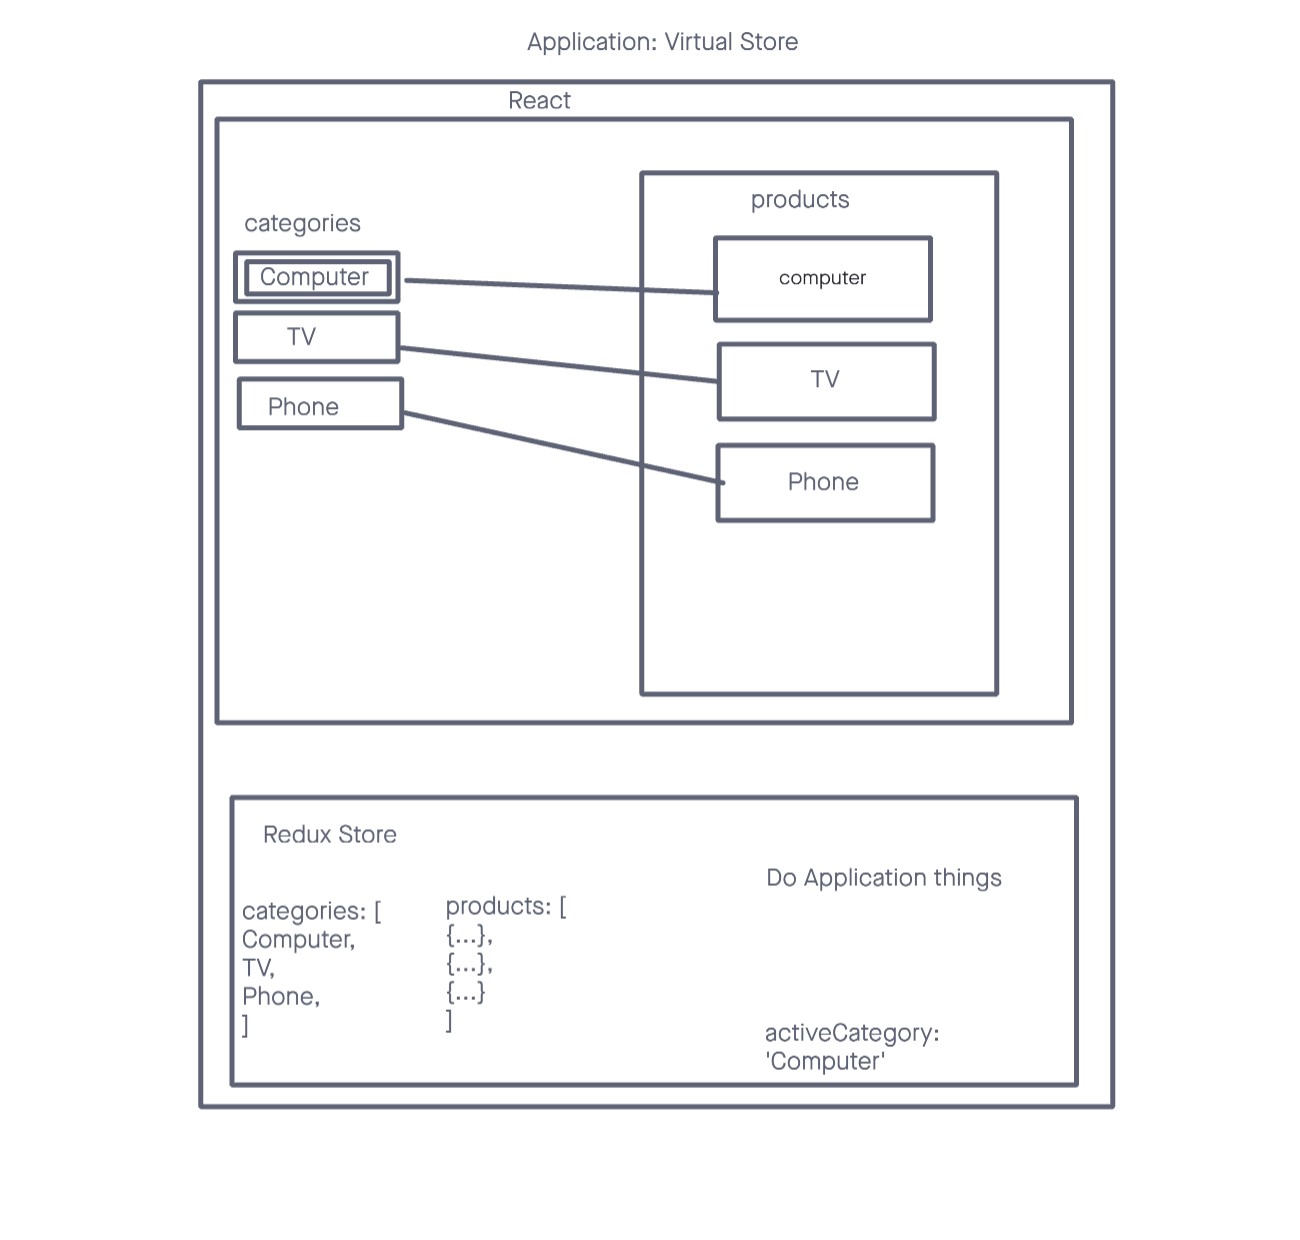 Application: Virtual Store
React
categories
Computer
TV
Phone
products
computer
TV
Phone
Redux Store
categories: [
Computer,
TV,
Phone,
]
products: [
{...},
{...},
{...}
]
Do Application things
activeCategory:
'Computer'